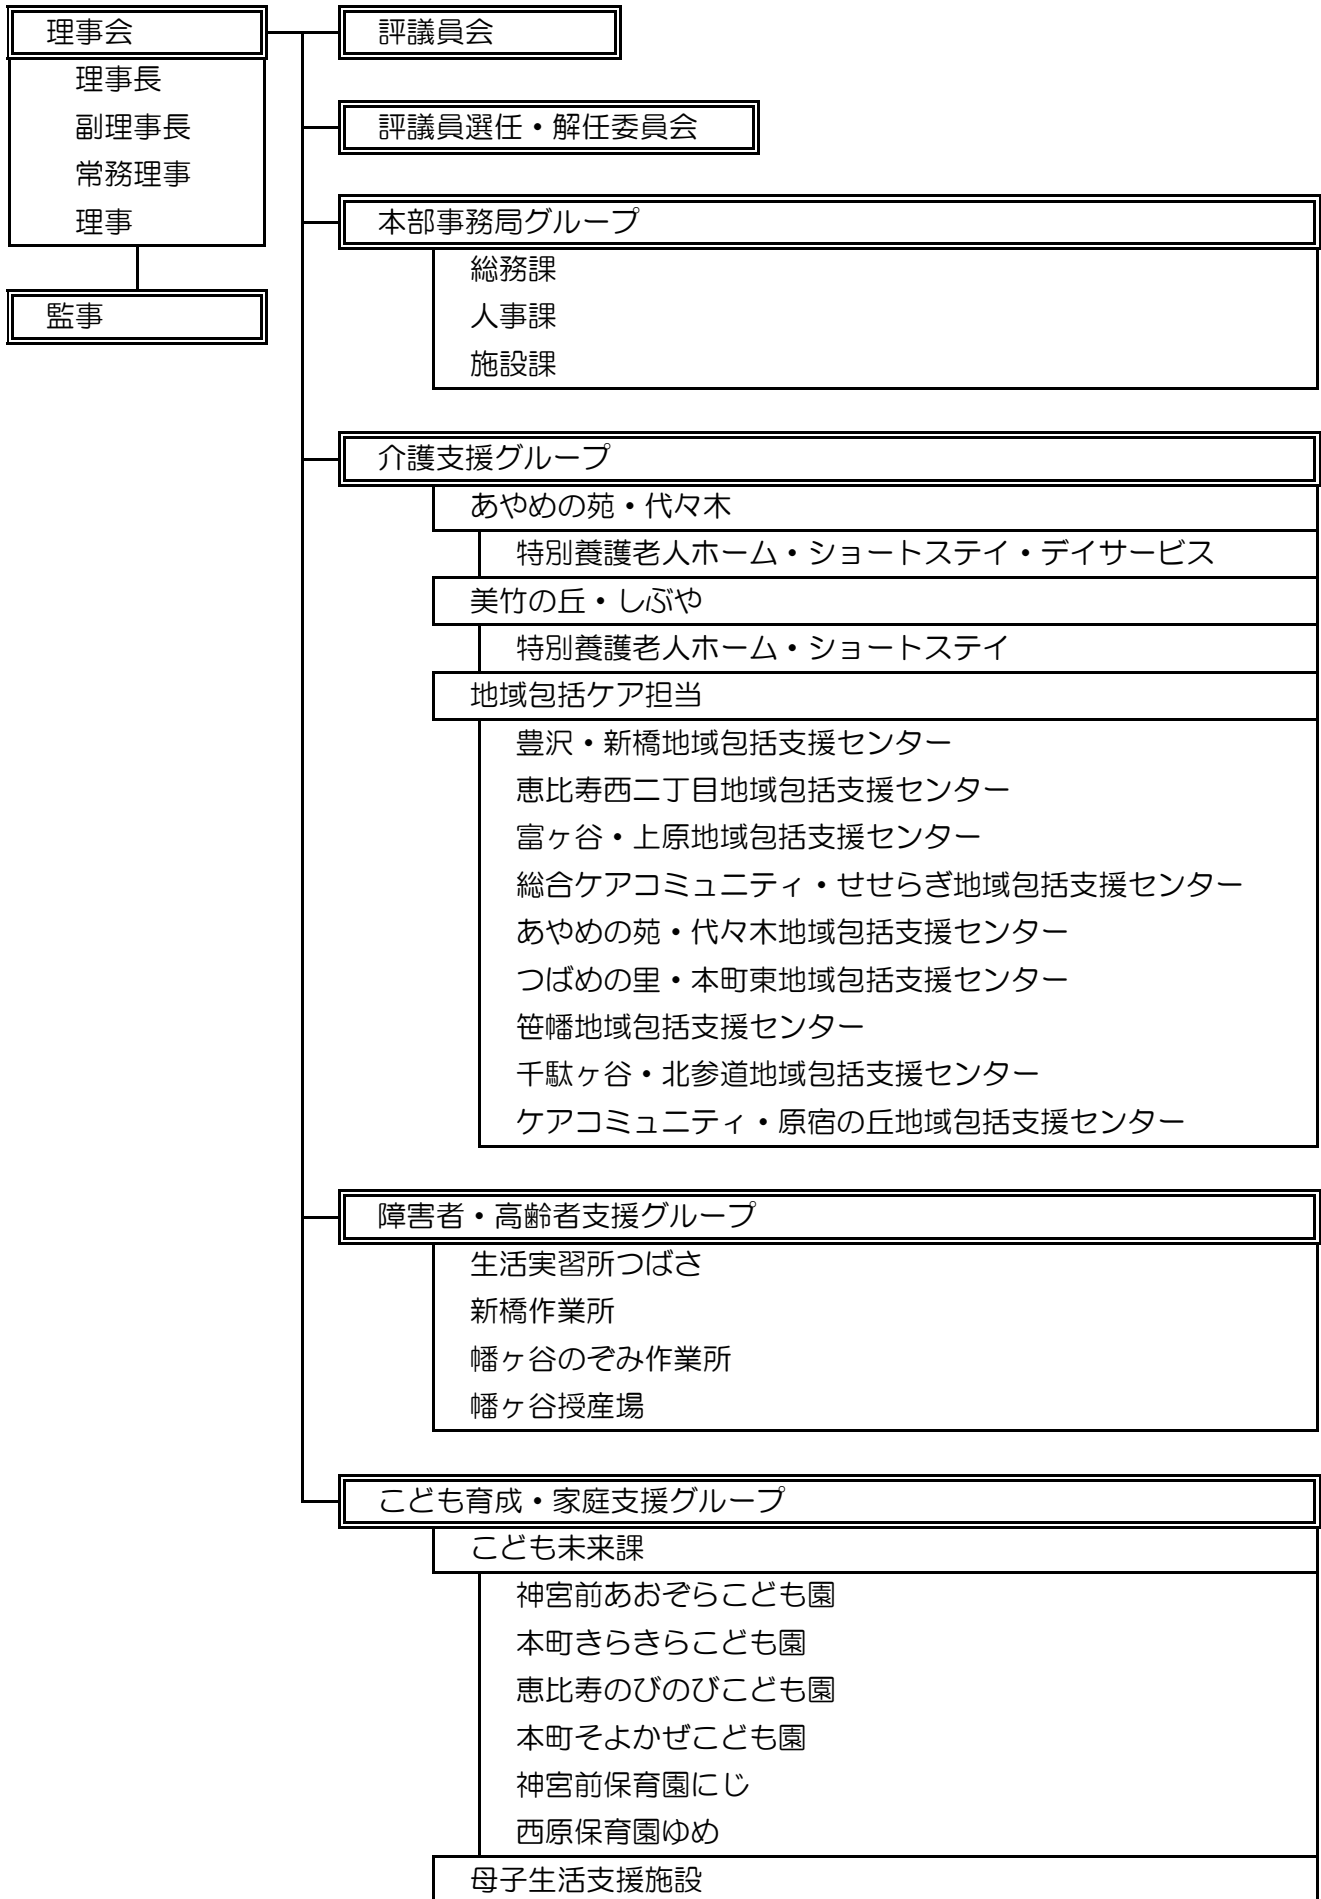 理事会
理事長
副理事長
常務理事
理事
監事
評議員会
評議員選任・解任委員会
本部事務局グループ
総務課
人事課
施設課
介護支援グループ
あやめの苑・代々木
特別養護老人ホーム・ショートステイ・デイサービス
美竹の丘・しぶや
特別養護老人ホーム・ショートステイ
地域包括ケア担当
豊沢・新橋地域包括支援センター
恵比寿西二丁目地域包括支援センター
富ヶ谷・上原地域包括支援センター
総合ケアコミュニティ・せせらぎ地域包括支援センター
あやめの苑・代々木地域包括支援センター
つばめの里・本町東地域包括支援センター
笹幡地域包括支援センター
千駄ヶ谷・北参道地域包括支援センター
ケアコミュニティ・原宿の丘地域包括支援センター
障害者・高齢者支援グループ
生活実習所つばさ
新橋作業所
幡ヶ谷のぞみ作業所
幡ヶ谷授産場
こども育成・家庭支援グループ
こども未来課
神宮前あおぞらこども園
本町きらきらこども園
恵比寿のびのびこども園
本町そよかぜこども園
神宮前保育園にじ
西原保育園ゆめ
母子生活支援施設